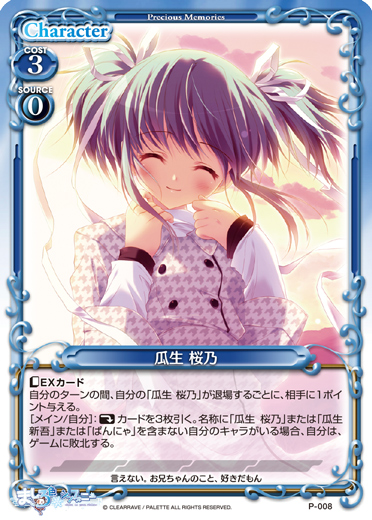 Precious Memories
Character
COST
3
SOURCE
0
瓜生 桜乃
EXカード
自分のターンの間、自分の「瓜生 桜乃」が退場するごとに、相手に1ポイント与える。
[メイン/自分]:カードを3枚引く。名称に「瓜生 桜乃」または「瓜生 新吾」または「ぱんにゃ」を含まない自分のキャラがいる場合、自分は、ゲームに敗北する。
言えない、お兄ちゃんのこと、好きだもん
© CLEARRAVE / PALETTE ALL RIGHTS RESERVED.
P-008